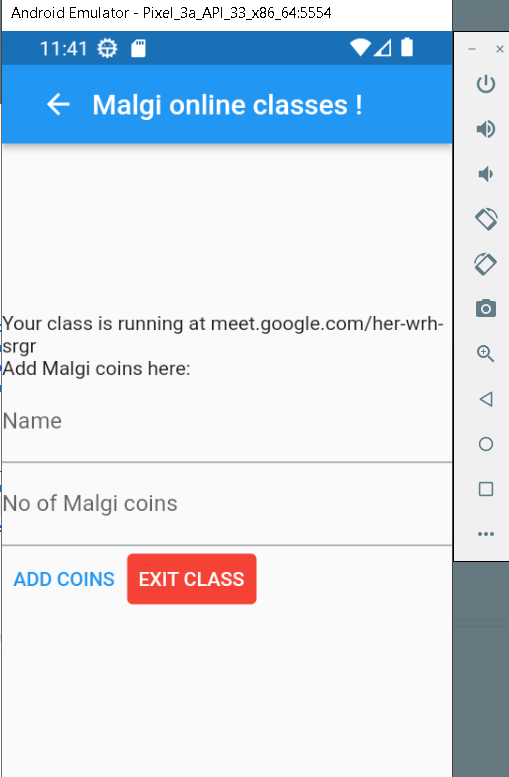 Android Emulator - Pixel_3a_API_33_x86_64:5554
11:41
Malgi online classes !
Your class is running at meet.google.com/her-wrh-
srgr
Add Malgi coins here:
Name
No of Malgi coins
ADD COINS EXIT CLASS